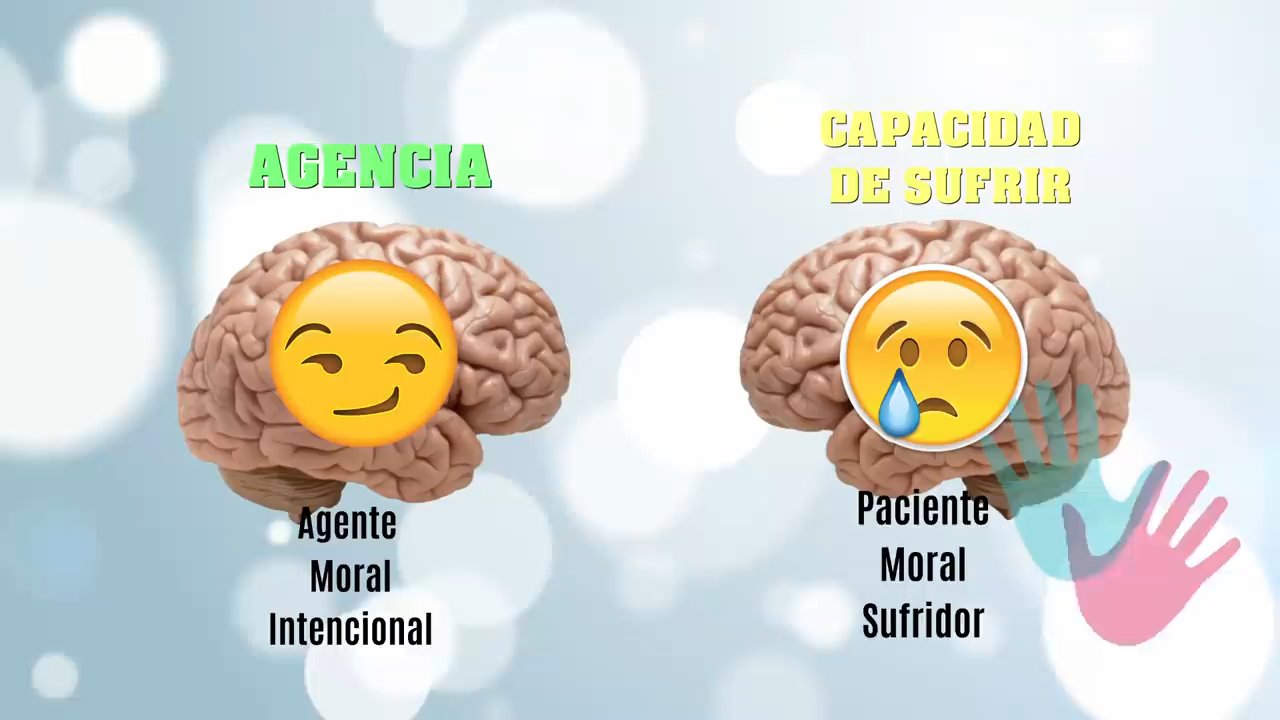 AGENCIA
Agente
Moral
Intencional
CAPACIDAD
DE SUFRIR
Paciente
Moral
Sufridor